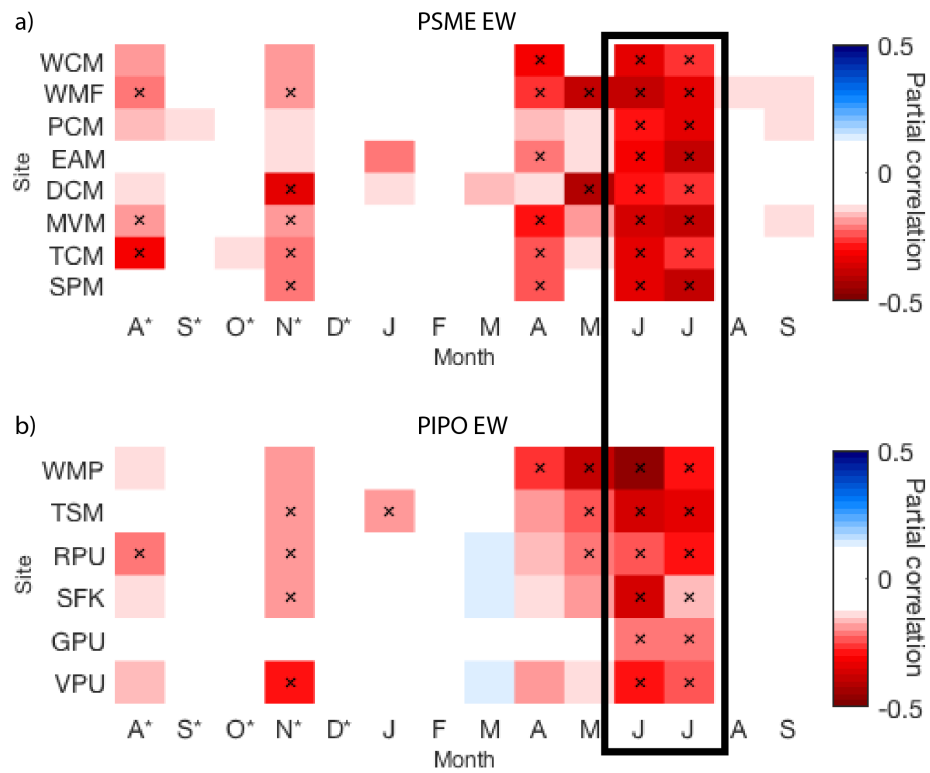 a)
PSME EW
WCM
WMF
PCM
EAM
DCM
MVM
TCM
SPM
Site
A* S* O* N* D* J F M A M J J A S
Month
0.5
0
-0.5
Partial correlation
b)
PIPO EW
WMP
TSM
RPU
SFK
GPU
VPU
Site
A* S* O* N* D* J F M A M J J A S
Month
0.5
0
-0.5
Partial correlation